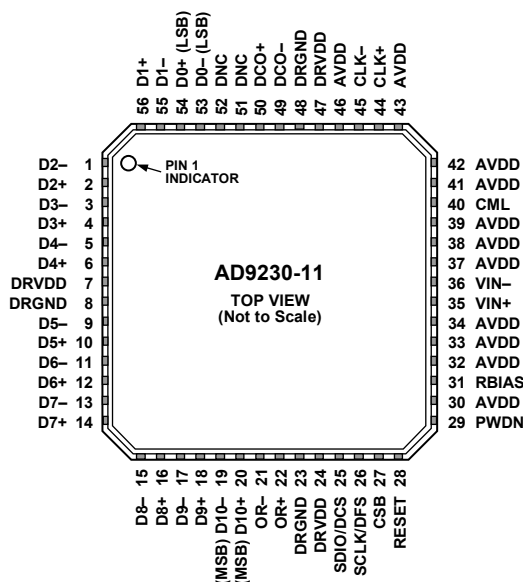 56 D1+
55 D1–
54 D0+ (LSB)
53 D0– (LSB)
52 DNC
51 DNC
50 DCO+
49 DCO–
48 DRGND
47 DRVDD
46 AVDD
45 CLK–
44 CLK+
43 AVDD
D2– 1
D2+ 2
D3– 3
D3+ 4
D4– 5
D4+ 6
DRVDD 7
DRGND 8
D5– 9
D5+ 10
D6– 11
D6+ 12
D7– 13
D7+ 14
PIN 1
INDICATOR
AD9230-11
TOP VIEW
(Not to Scale)
42 AVDD
41 AVDD
40 CML
39 AVDD
38 AVDD
37 AVDD
36 VIN–
35 VIN+
34 AVDD
33 AVDD
32 AVDD
31 RBIAS
30 AVDD
29 PWDN
D8– 15
D8+ 16
D9– 17
D9+ 18
(MSB) D10– 19
(MSB) D10+ 20
OR– 21
OR+ 22
DRGND 23
DRVDD 24
SDIO/DCS 25
SCLK/DFS 26
CSB 27
RESET 28